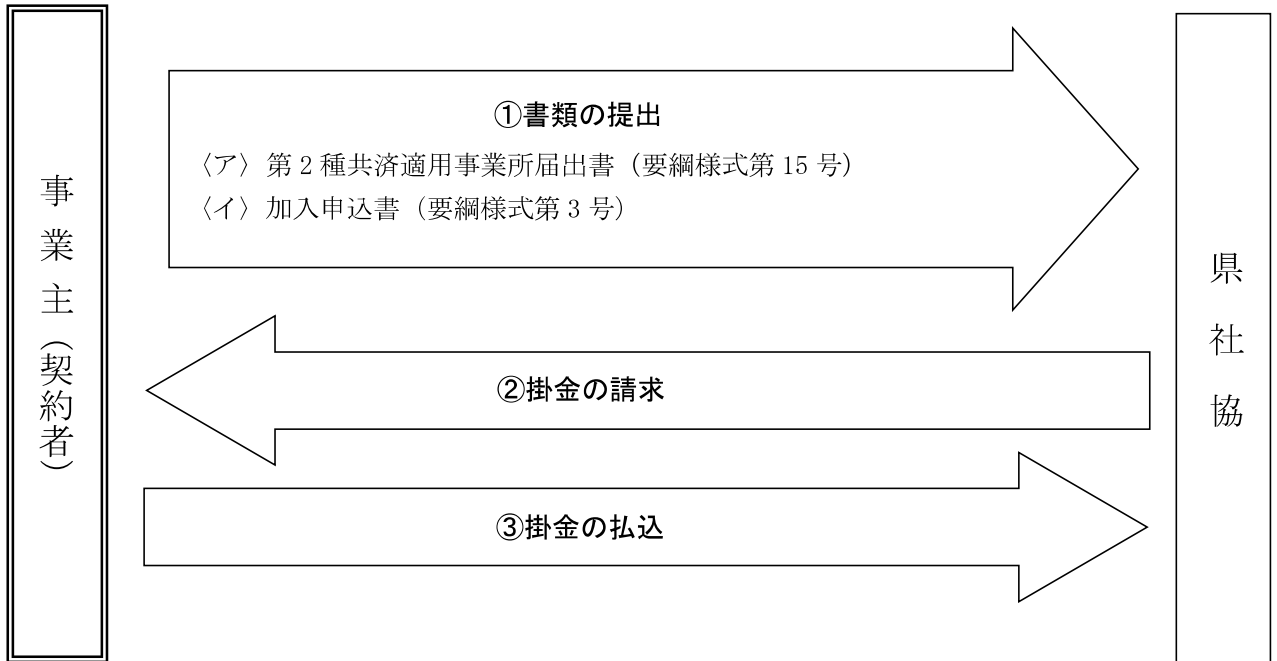 事業主（契約者）
①書類の提出
〈ア〉第２種共済適用事業所届出書（要綱様式第 15 号）
〈イ〉加入申込書（要綱様式第 3 号）
②掛金の請求
③掛金の払込
県社協